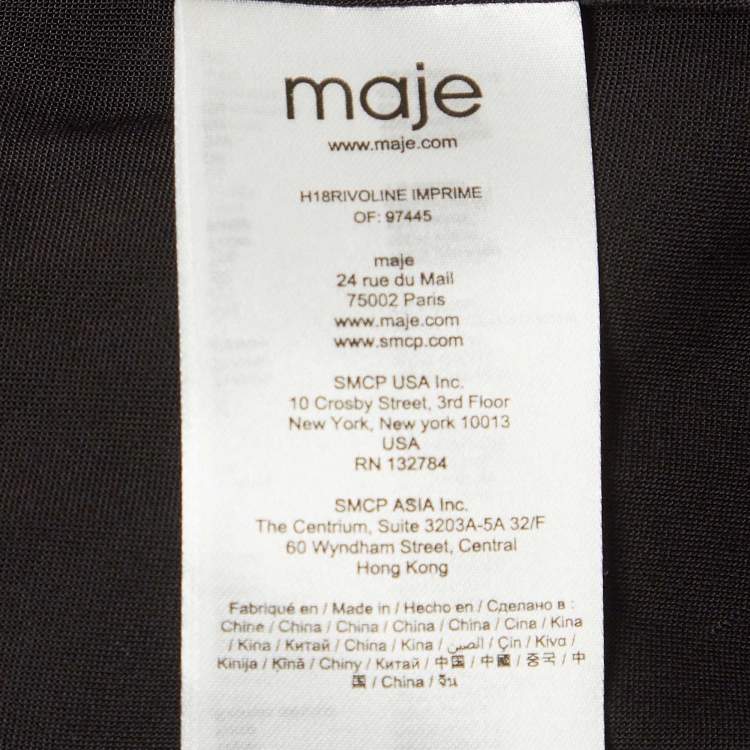 maje
www.maje.com
H18RIVOLINE IMPRIME
OF: 97445
maje
24 rue du Mail
75002 Paris
www.maje.com
www.smcp.com
SMCP USA Inc.
10 Crosby Street, 3rd Floor
New York, New york 10013
USA
RN 132784
SMCP ASIA Inc.
The Centrium, Suite 3203A-5A 32/F
60 Wyndham Street, Central
Hong Kong
Fabriqué en / Made in / Hecho en / Сделано в :
Chine / China / China / China / China / Cina / Kina
/ Kina / Китай / China / Kina / الصين / Çin / Κίνα /
Kinija / Ķīnā / Chiny / Китай / 中国 / 中國 / 중국 / 中
国 / China / จีน